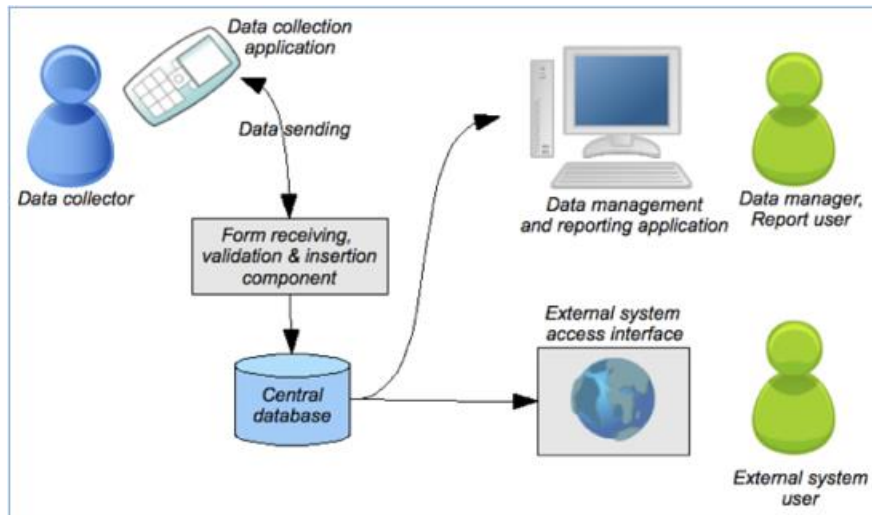 Data collection
application
Data sending
Data collector
Form receiving,
validation & insertion
component
Central
database
Data management
and reporting application
Data manager,
Report user
External system
access interface
External system
user